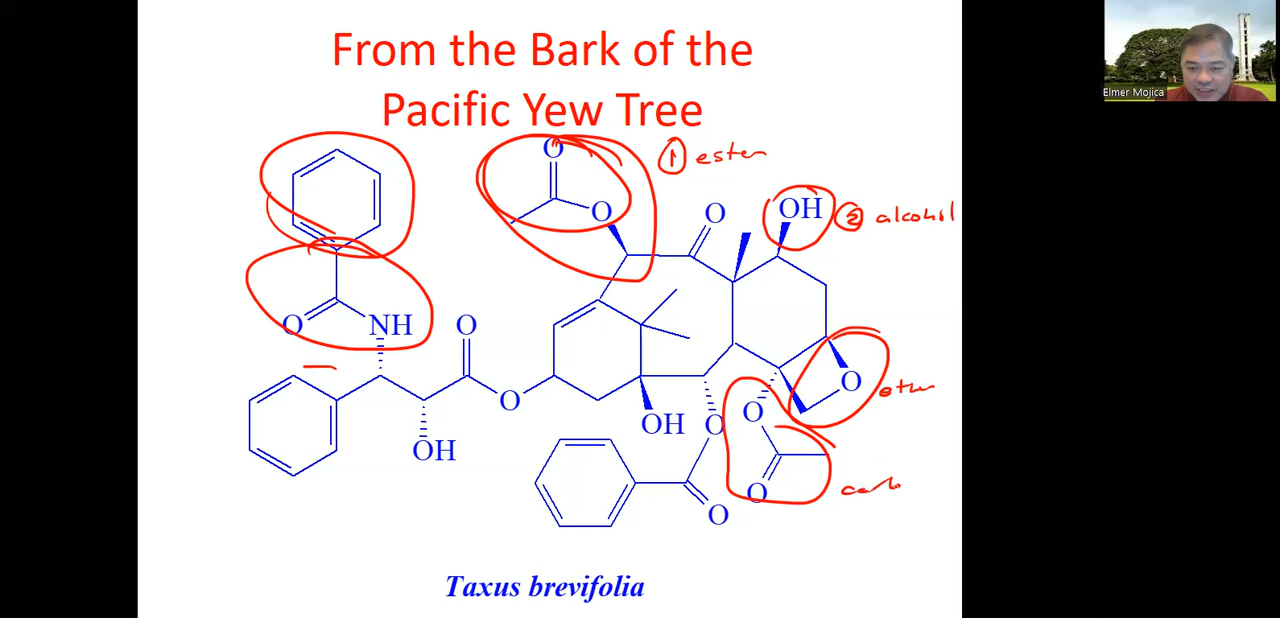 From the Bark of the
Pacific Yew Tree
Elmer Mojica
① ester
O
O
O
OH
② alcohol
O
NH
O
O
O
ether
O
OH
O
OH
O
O
O
Taxus brevifolia